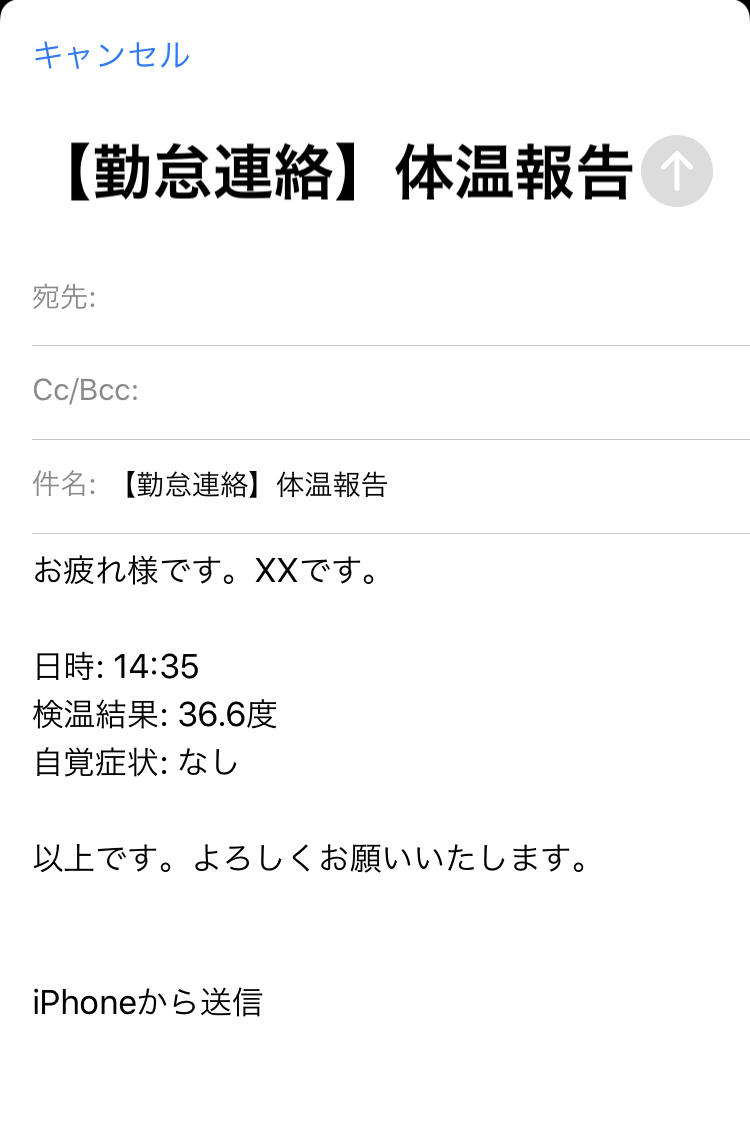 キャンセル
【勤怠連絡】体温報告
宛先:
Cc/Bcc:
件名: 【勤怠連絡】体温報告
お疲れ様です。XXです。
日時: 14:35
検温結果: 36.6度
自覚症状: なし
以上です。よろしくお願いいたします。
iPhoneから送信